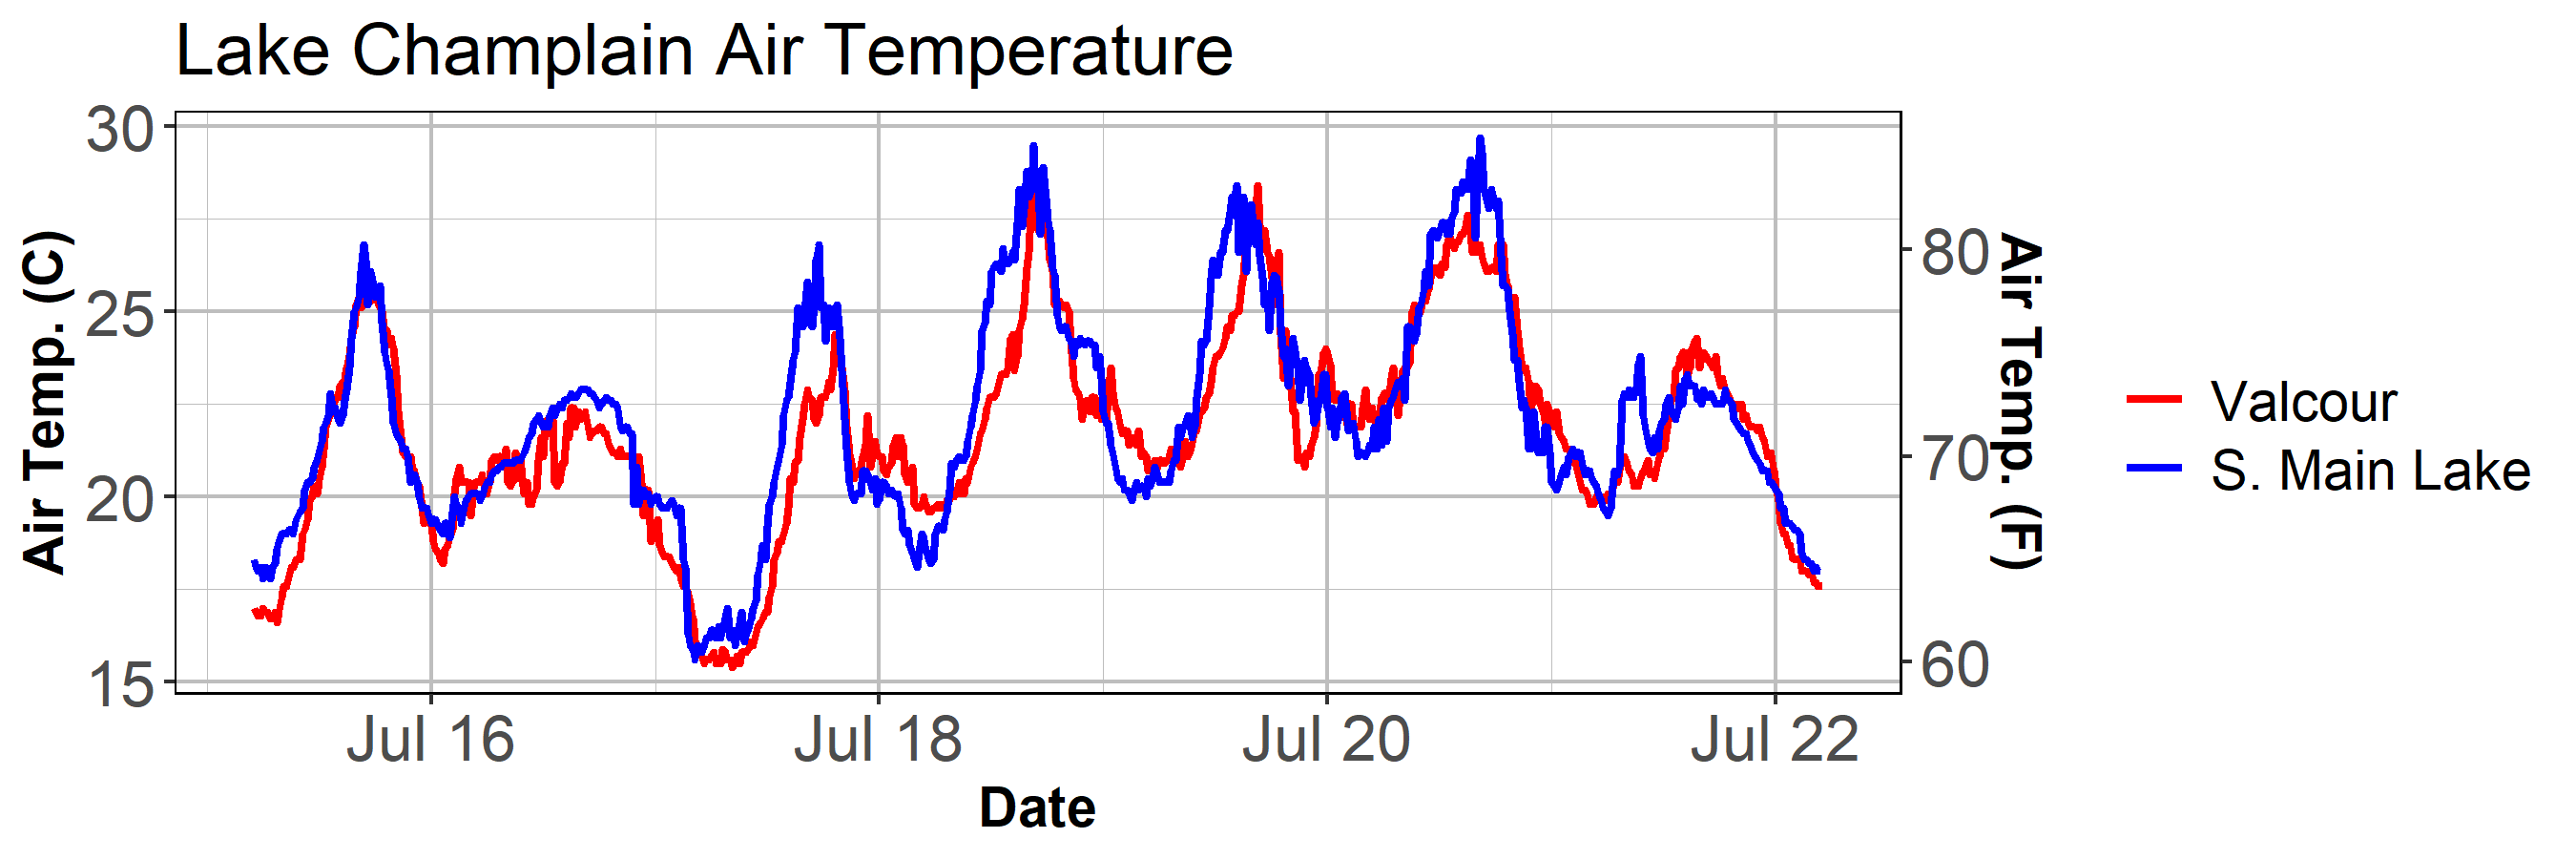 Lake Champlain Air Temperature
Air Temp. (C)
30
25
20
15
80
70
60
Air Temp. (F)
Jul 16
Jul 18
Jul 20
Jul 22
Date
Valcour
S. Main Lake